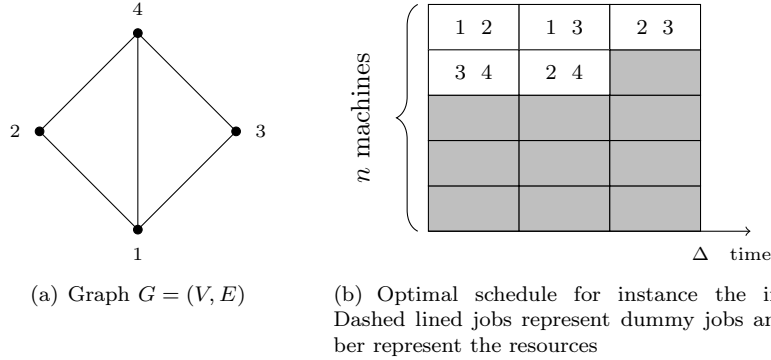 4
2
3
1
(a) Graph G = (V, E)
n machines
1 2
1 3
2 3
3 4
2 4
Δ time
(b) Optimal schedule for instance the
Dashed lined jobs represent dummy jobs
ber represent the resources